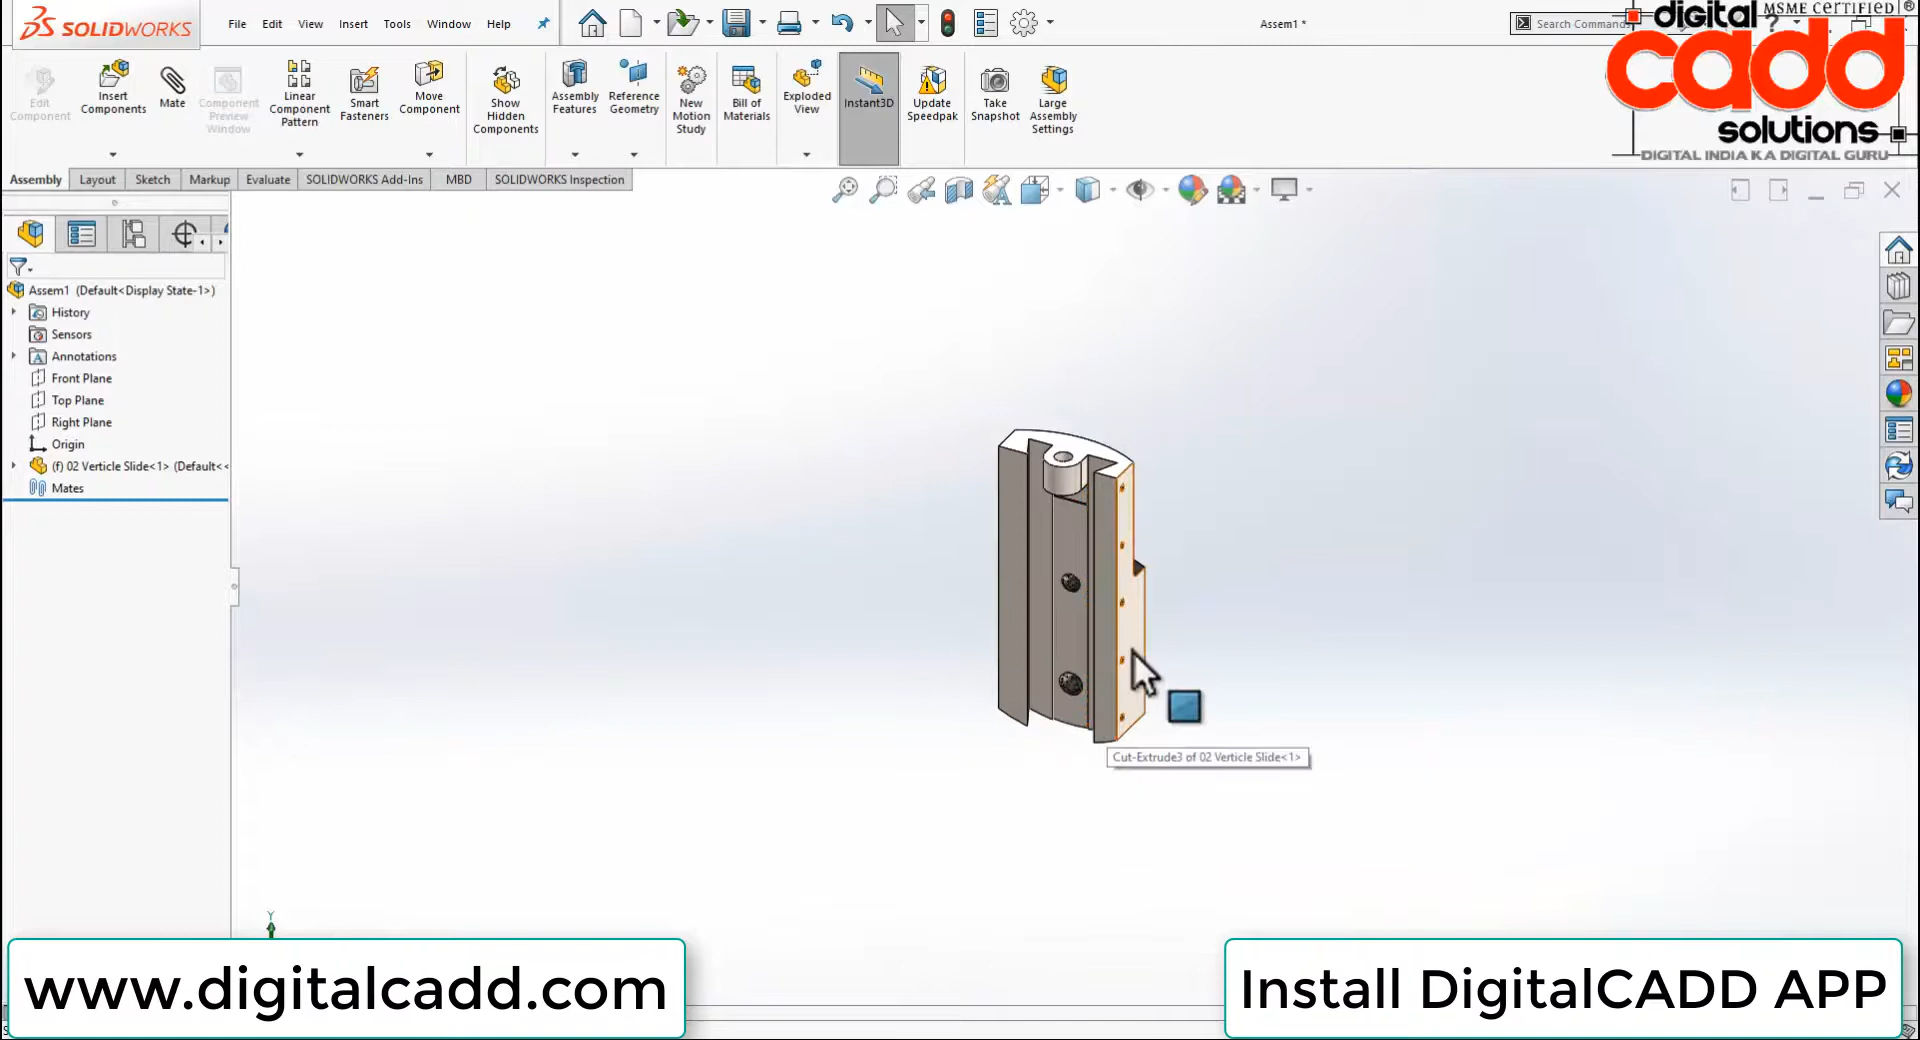 SOLIDWORKS
File Edit View Insert Tools Window Help
Assem1 *
Search Command
digital MSME CERTIFIED ®
cadd
solutions
DIGITAL INDIA KA DIGITAL GURU
Edit Component
Insert Components
Mate
Component Preview Window
Linear Component Pattern
Smart Fasteners
Move Component
Show Hidden Components
Assembly Features
Reference Geometry
New Motion Study
Bill of Materials
Exploded View
Instant3D
Update Speedpak
Take Snapshot
Large Assembly Settings
Assembly Layout Sketch Markup Evaluate SOLIDWORKS Add-Ins MBD SOLIDWORKS Inspection
Assem1 (Default<Display State-1>)
History
Sensors
Annotations
Front Plane
Top Plane
Right Plane
Origin
(f) 02 Verticle Slide<1> (Default<<
Mates
Cut-Extrude3 of 02 Verticle Slide<1>
Y
www.digitalcadd.com
Install DigitalCADD APP